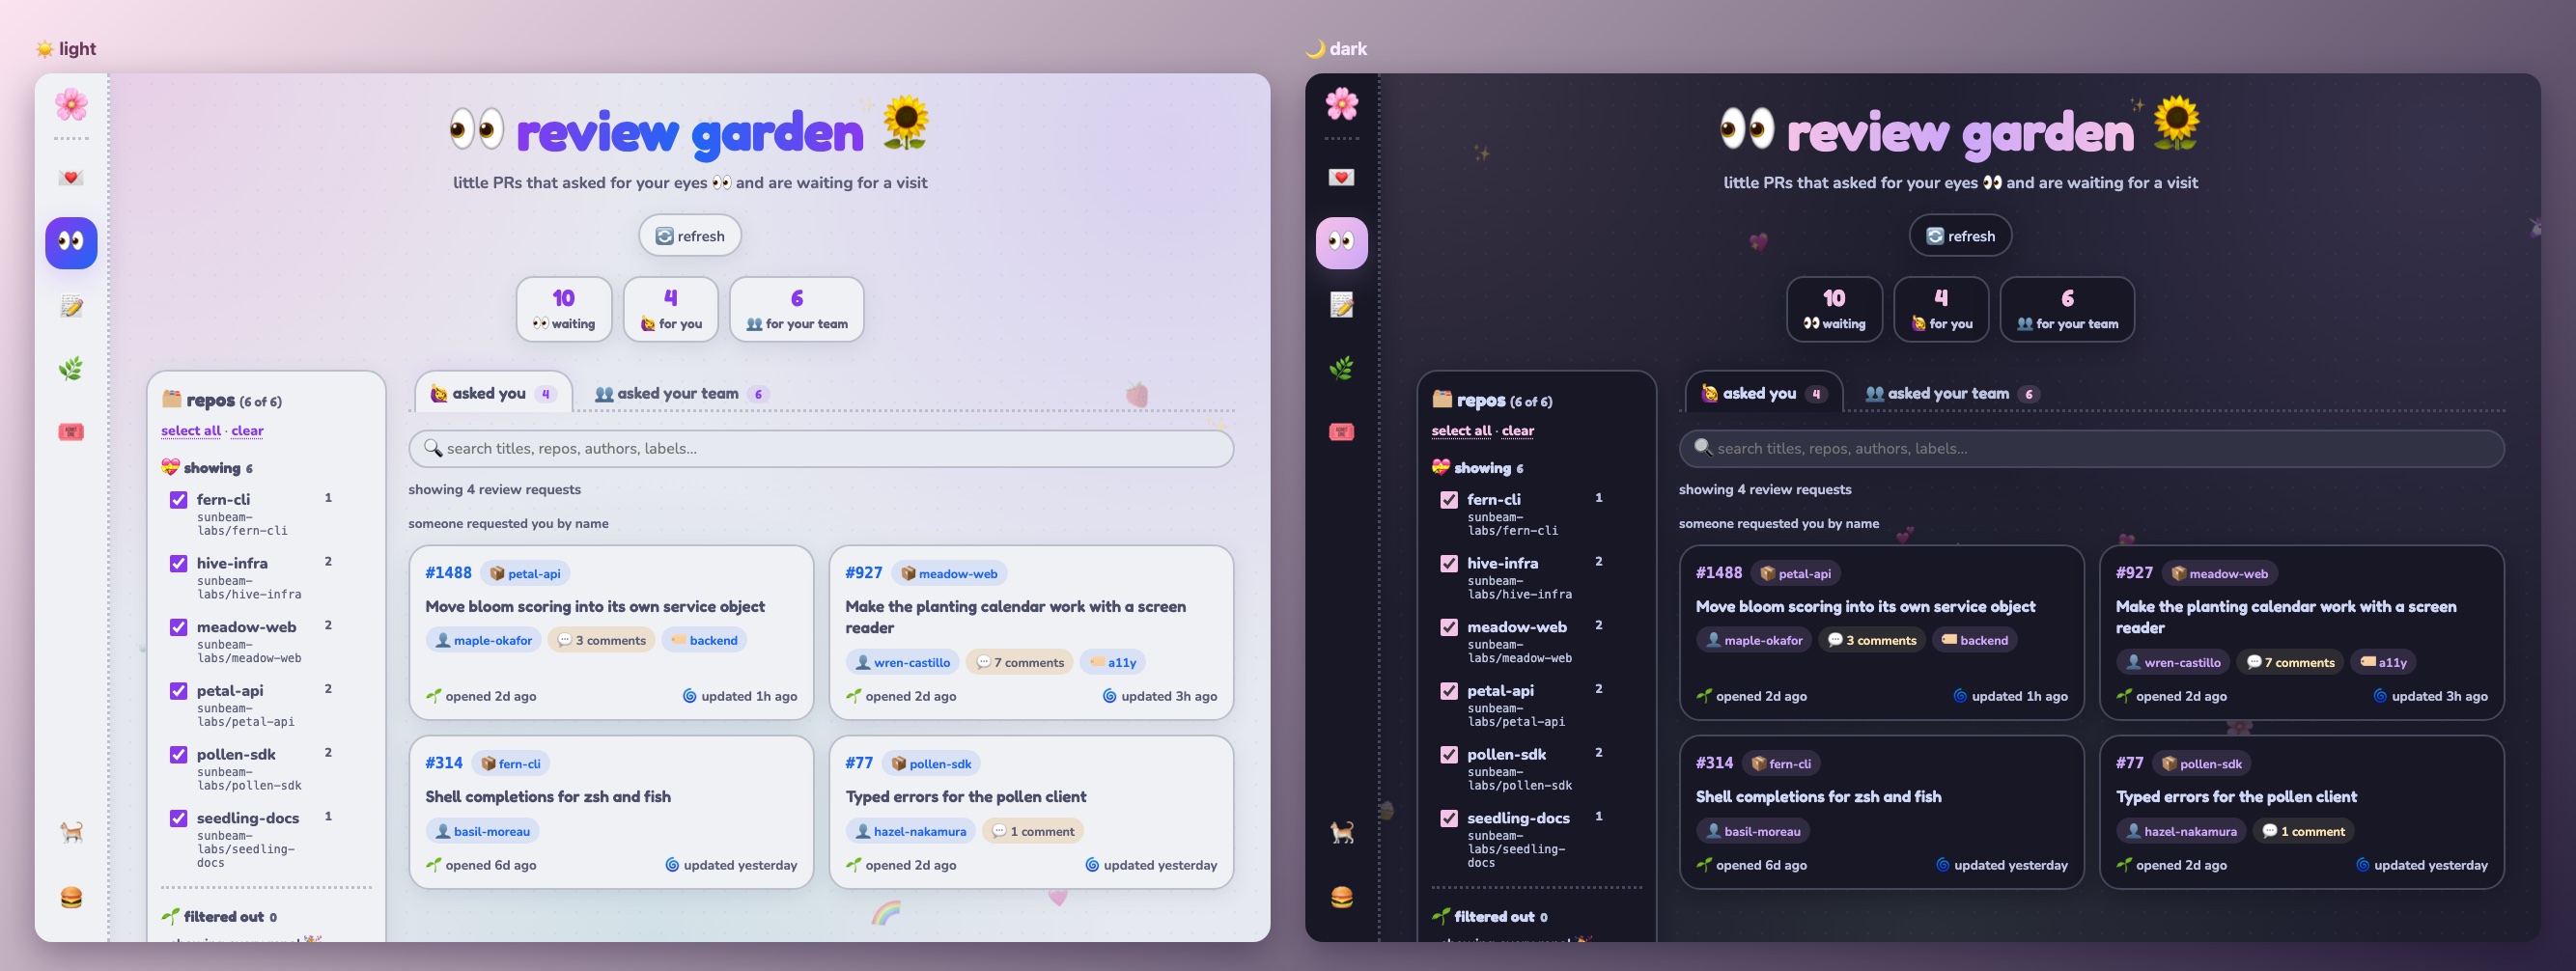 light
review garden
little PRs that asked for your eyes and are waiting for a visit
refresh
10
waiting
4
for you
6
for your team
repos (6 of 6)
select all · clear
showing 6
fern-cli 1
sunbeam-
labs/fern-cli
hive-infra 2
sunbeam-
labs/hive-infra
meadow-web 2
sunbeam-
labs/meadow-web
petal-api 2
sunbeam-
labs/petal-api
pollen-sdk 2
sunbeam-
labs/pollen-sdk
seedling-docs 1
sunbeam-
labs/seedling-
docs
filtered out 0
asked you 4
asked your team 6
search titles, repos, authors, labels...
showing 4 review requests
someone requested you by name
#1488 petal-api
Move bloom scoring into its own service object
maple-okafor 3 comments backend
opened 2d ago updated 1h ago
#927 meadow-web
Make the planting calendar work with a screen
reader
wren-castillo 7 comments a11y
opened 2d ago updated 3h ago
#314 fern-cli
Shell completions for zsh and fish
basil-moreau
opened 6d ago updated yesterday
#77 pollen-sdk
Typed errors for the pollen client
hazel-nakamura 1 comment
opened 2d ago updated yesterday
dark
review garden
little PRs that asked for your eyes and are waiting for a visit
refresh
10
waiting
4
for you
6
for your team
repos (6 of 6)
select all · clear
showing 6
fern-cli 1
sunbeam-
labs/fern-cli
hive-infra 2
sunbeam-
labs/hive-infra
meadow-web 2
sunbeam-
labs/meadow-web
petal-api 2
sunbeam-
labs/petal-api
pollen-sdk 2
sunbeam-
labs/pollen-sdk
seedling-docs 1
sunbeam-
labs/seedling-
docs
filtered out 0
asked you 4
asked your team 6
search titles, repos, authors, labels...
showing 4 review requests
someone requested you by name
#1488 petal-api
Move bloom scoring into its own service object
maple-okafor 3 comments backend
opened 2d ago updated 1h ago
#927 meadow-web
Make the planting calendar work with a screen
reader
wren-castillo 7 comments a11y
opened 2d ago updated 3h ago
#314 fern-cli
Shell completions for zsh and fish
basil-moreau
opened 6d ago updated yesterday
#77 pollen-sdk
Typed errors for the pollen client
hazel-nakamura 1 comment
opened 2d ago updated yesterday